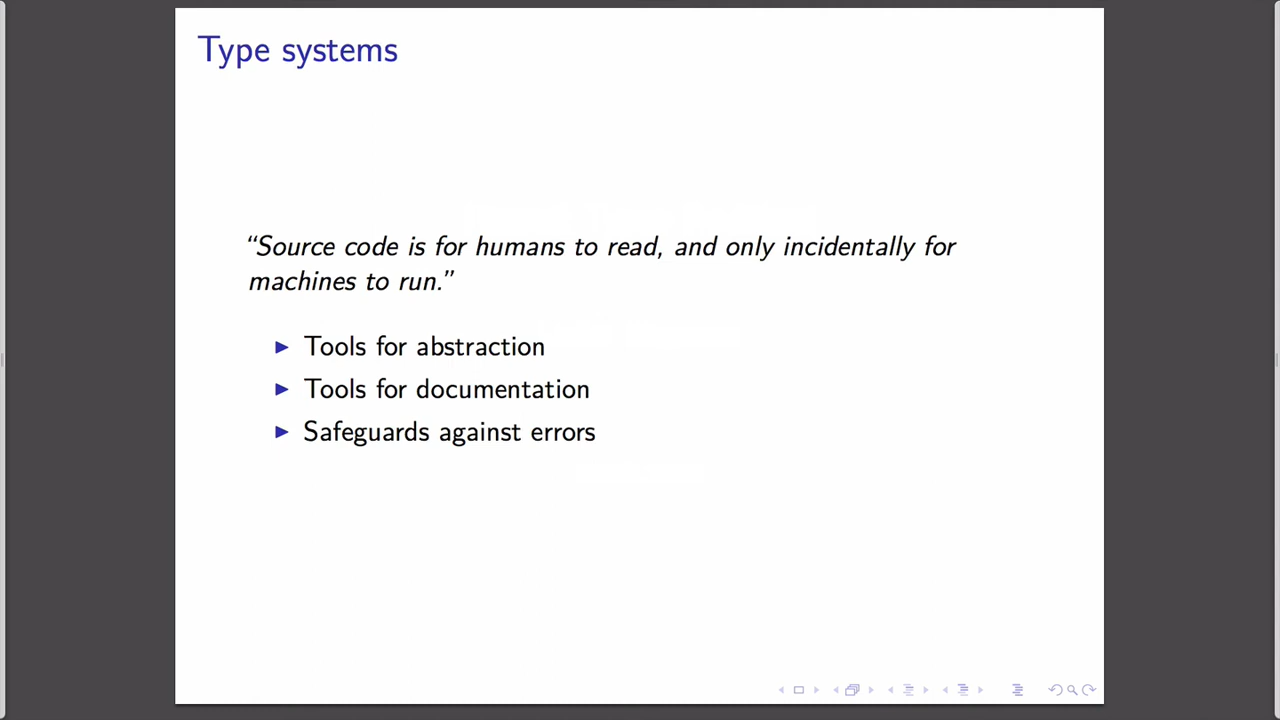 Type systems
“Source code is for humans to read, and only incidentally for
machines to run.”
Tools for abstraction
Tools for documentation
Safeguards against errors